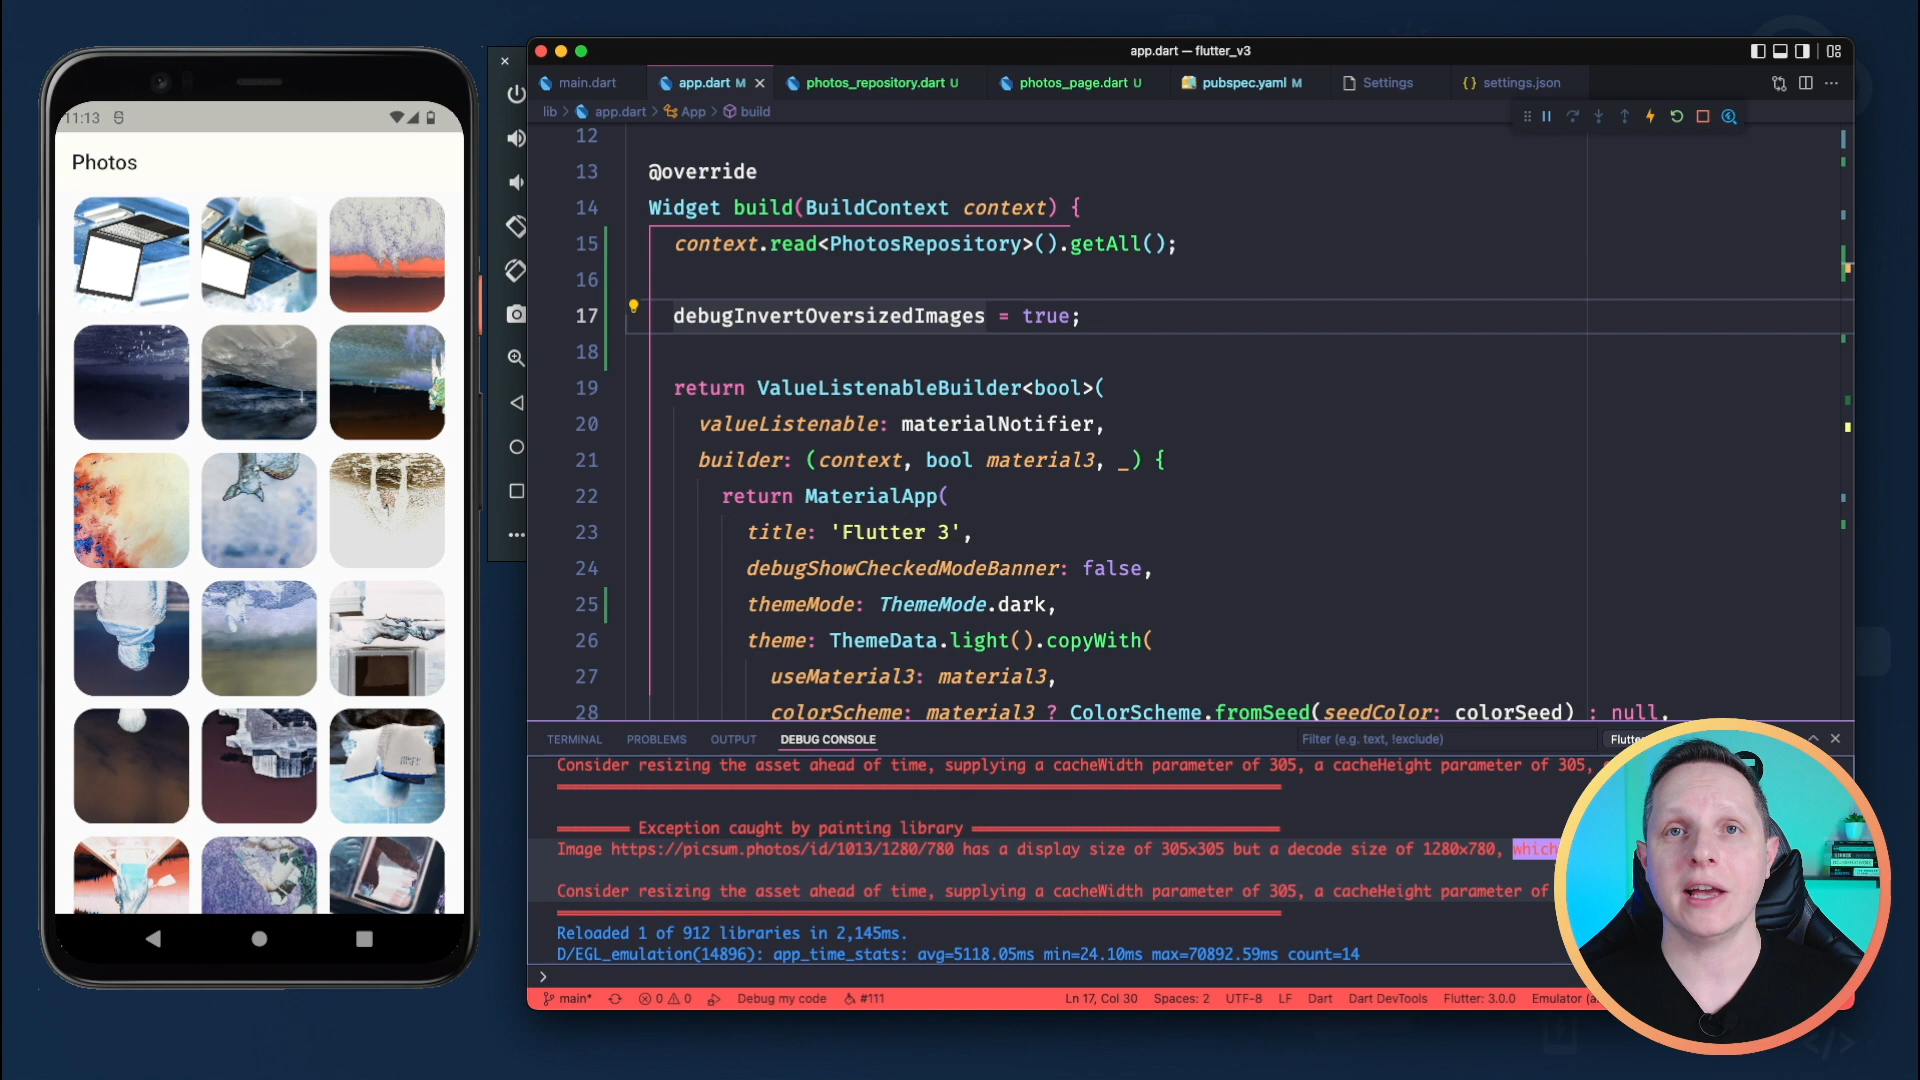 11:13
Photos
app.dart — flutter_v3
main.dart
app.dart M
photos_repository.dart U
photos_page.dart U
pubspec.yaml M
Settings
{} settings.json
lib > app.dart > App > build
12
13 @override
14 Widget build(BuildContext context) {
15 context.read<PhotosRepository>().getAll();
16
17 debugInvertOversizedImages = true;
18
19 return ValueListenableBuilder<bool>(
20 valueListenable: materialNotifier,
21 builder: (context, bool material3, _) {
22 return MaterialApp(
23 title: 'Flutter 3',
24 debugShowCheckedModeBanner: false,
25 themeMode: ThemeMode.dark,
26 theme: ThemeData.light().copyWith(
27 useMaterial3: material3,
28 colorScheme: material3 ? ColorScheme.fromSeed(seedColor: colorSeed) : null,
TERMINAL PROBLEMS OUTPUT DEBUG CONSOLE
Filter (e.g. text, !exclude)
Consider resizing the asset ahead of time, supplying a cacheWidth parameter of 305, a cacheHeight parameter of 305,
Exception caught by painting library
Image https://picsum.photos/id/1013/1280/780 has a display size of 305×305 but a decode size of 1280×780, which
Consider resizing the asset ahead of time, supplying a cacheWidth parameter of 305, a cacheHeight parameter of
Reloaded 1 of 912 libraries in 2,145ms.
D/EGL_emulation(14896): app_time_stats: avg=5118.05ms min=24.10ms max=70892.59ms count=14
>
main* 0 0 Debug my code #111 Ln 17, Col 30 Spaces: 2 UTF-8 LF Dart Dart DevTools Flutter: 3.0.0 Emulator